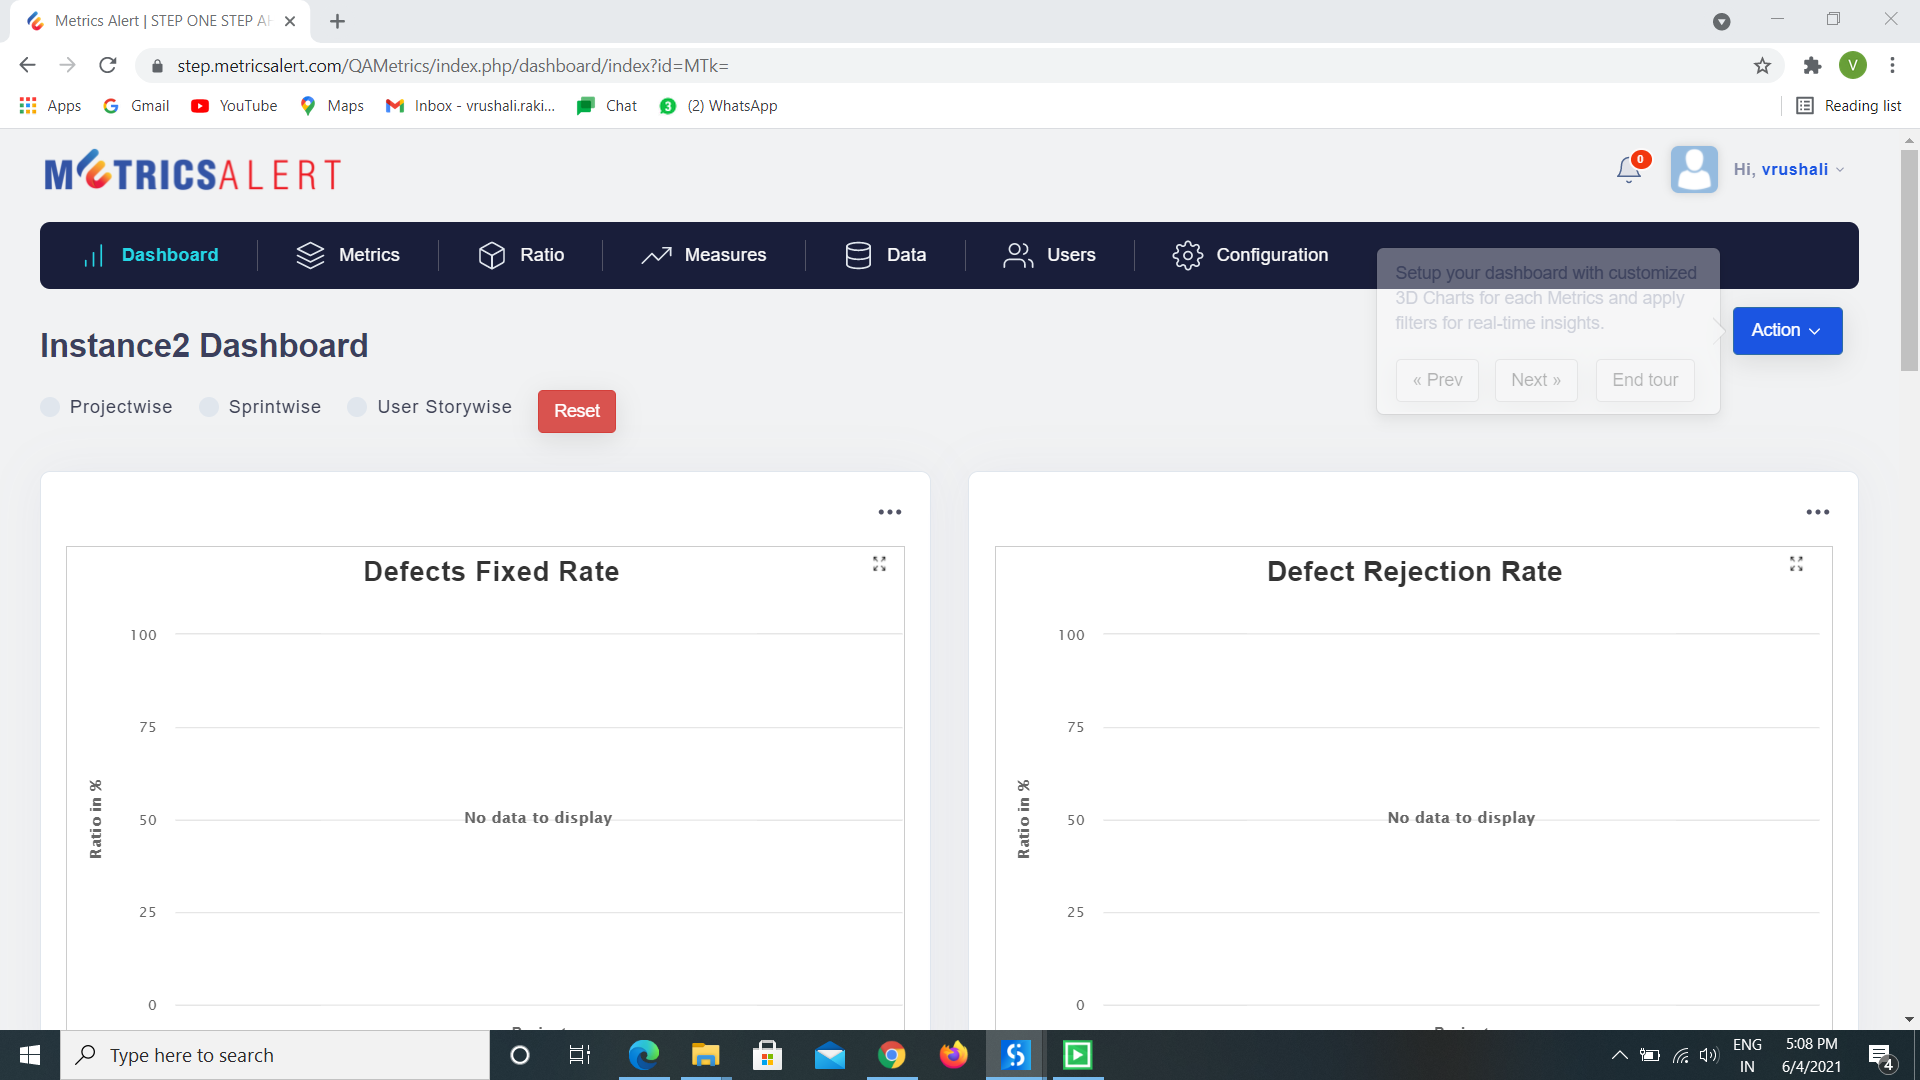 Metrics Alert | STEP ONE STEP AH
step.metricsalert.com/QAMetrics/index.php/dashboard/index?id=MTk=
Apps
Gmail
YouTube
Maps
Inbox - vrushali.raki...
Chat
3
(2) WhatsApp
Reading list
V
METRICSALERT
0
Hi, vrushali
Dashboard
Metrics
Ratio
Measures
Data
Users
Configuration
Setup your dashboard with customized
3D Charts for each Metrics and apply
filters for real-time insights.
« Prev
Next »
End tour
Action
Instance2 Dashboard
Projectwise
Sprintwise
User Storywise
Reset
Defects Fixed Rate
100
75
50
25
0
Ratio in %
No data to display
Defect Rejection Rate
100
75
50
25
0
Ratio in %
No data to display
Type here to search
ENG
IN
5:08 PM
6/4/2021
4